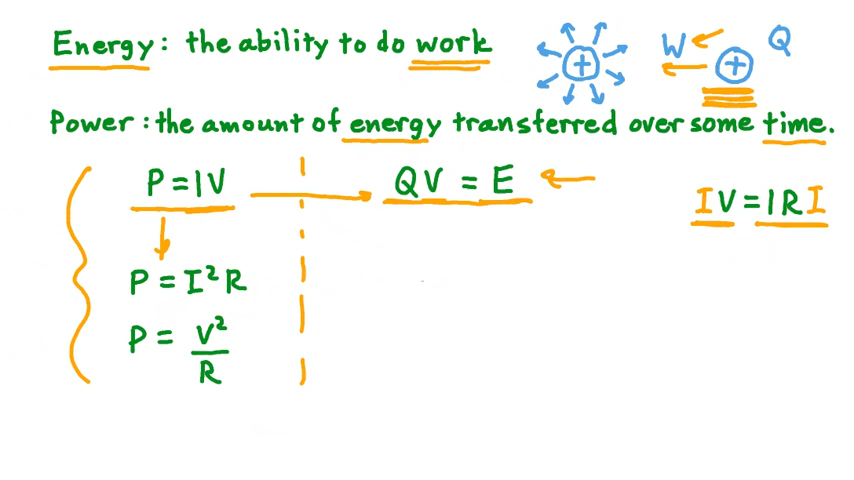 Energy: the ability to do work
+ W + Q
Power: the amount of energy transferred over some time.
P = IV QV = E
IV = IRI
P = I²R
P = V²/R